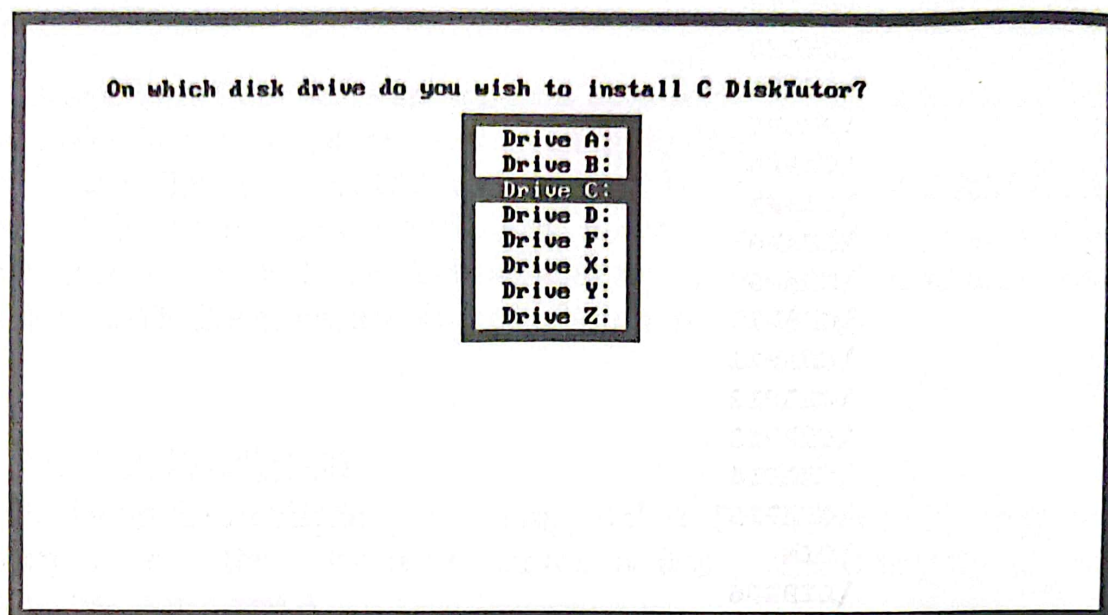 On which disk drive do you wish to install C DiskTutor?
Drive A:
Drive B:
Drive C:
Drive D:
Drive F:
Drive X:
Drive Y:
Drive Z: